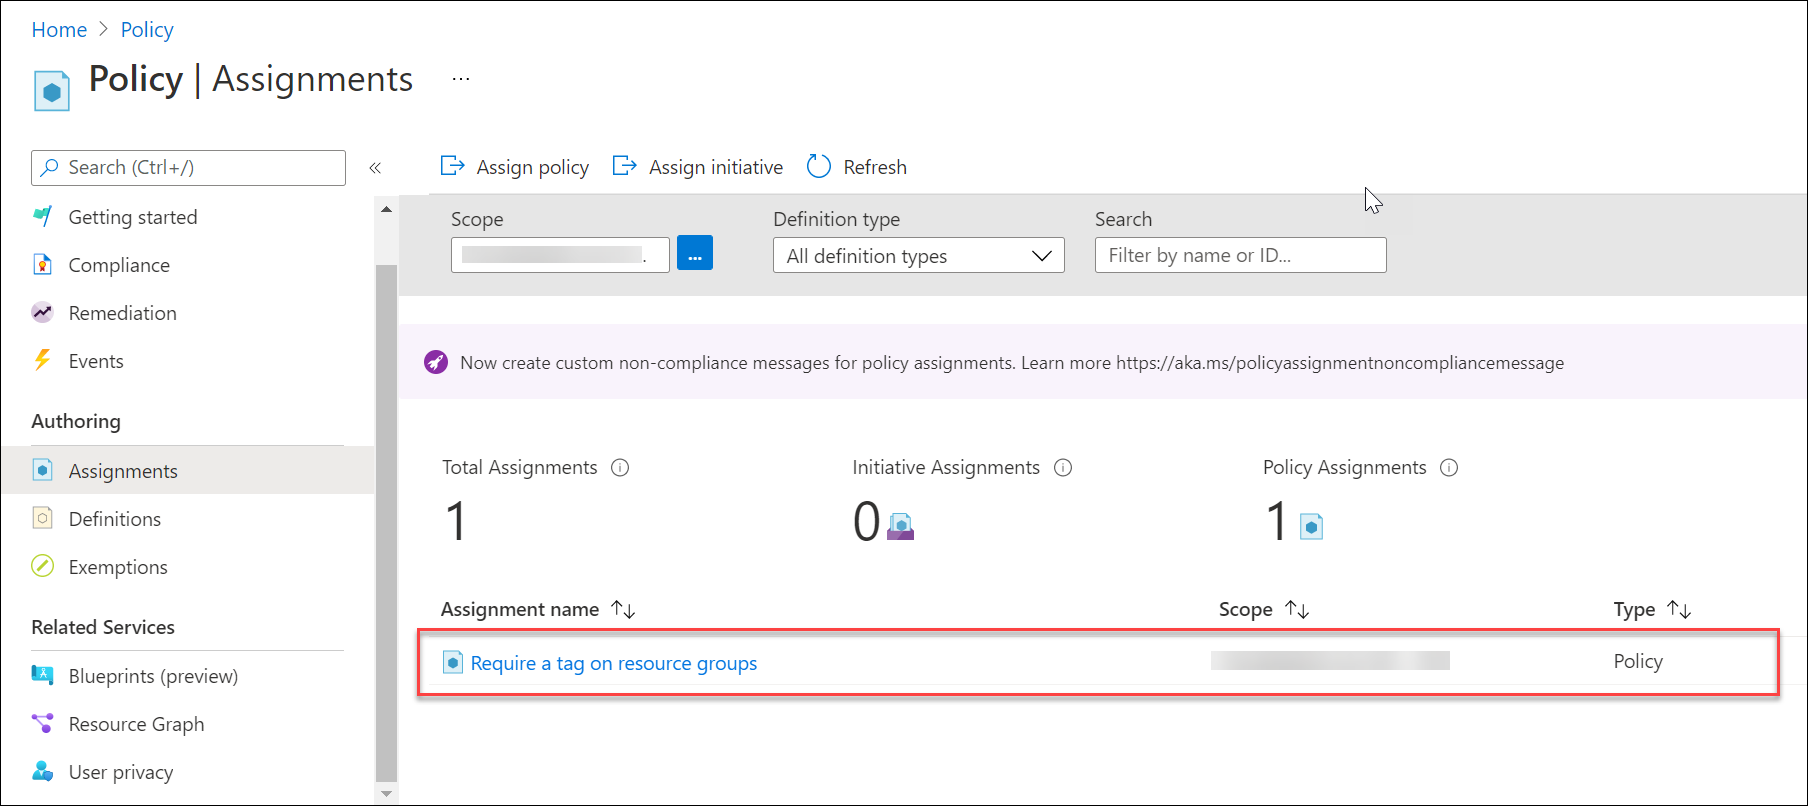 Home > Policy
Policy | Assignments ...
Search (Ctrl+/) «
Getting started
Compliance
Remediation
Events
Authoring
Assignments
Definitions
Exemptions
Related Services
Blueprints (preview)
Resource Graph
User privacy
Assign policy Assign initiative Refresh
Scope Definition type Search
. ... All definition types Filter by name or ID...
Now create custom non-compliance messages for policy assignments. Learn more https://aka.ms/policyassignmentnoncompliancemessage
Total Assignments Initiative Assignments Policy Assignments
1 0 1
Assignment name ↑↓ Scope ↑↓ Type ↑↓
Require a tag on resource groups Policy